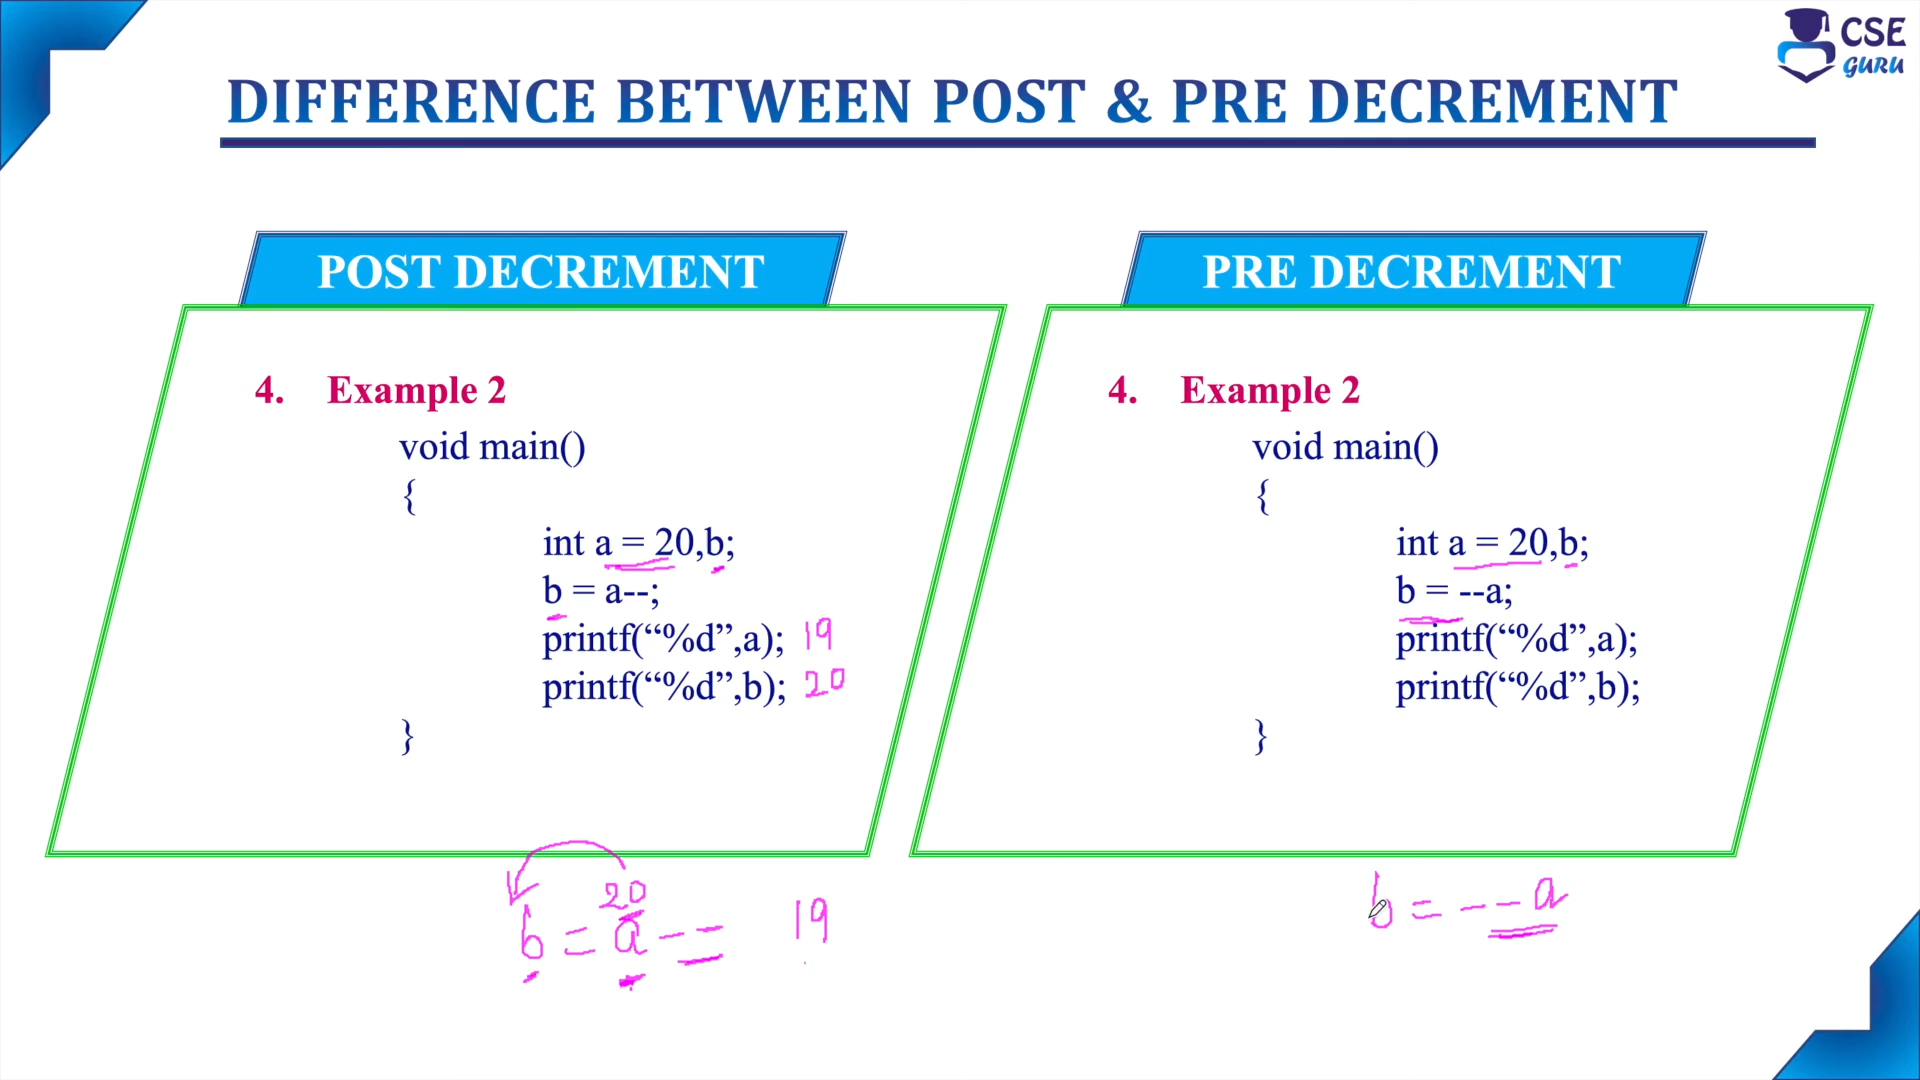 CSE
GURU
DIFFERENCE BETWEEN POST & PRE DECREMENT
POST DECREMENT
4. Example 2
void main()
{
int a = 20,b;
b = a--;
printf(“%d”,a); 19
printf(“%d”,b); 20
}
20
b = a -- 19
PRE DECREMENT
4. Example 2
void main()
{
int a = 20,b;
b = --a;
printf(“%d”,a);
printf(“%d”,b);
}
b = --a